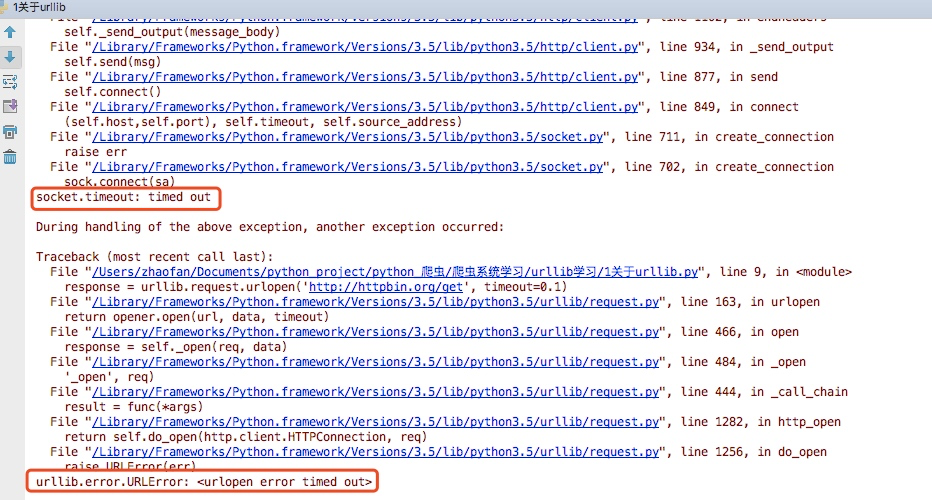 1关于urllib
self._send_output(message_body)
File "/Library/Frameworks/Python.framework/Versions/3.5/lib/python3.5/http/client.py", line 934, in _send_output
self.send(msg)
File "/Library/Frameworks/Python.framework/Versions/3.5/lib/python3.5/http/client.py", line 877, in send
self.connect()
File "/Library/Frameworks/Python.framework/Versions/3.5/lib/python3.5/http/client.py", line 849, in connect
(self.host,self.port), self.timeout, self.source_address)
File "/Library/Frameworks/Python.framework/Versions/3.5/lib/python3.5/socket.py", line 711, in create_connection
raise err
File "/Library/Frameworks/Python.framework/Versions/3.5/lib/python3.5/socket.py", line 702, in create_connection
sock.connect(sa)
socket.timeout: timed out
During handling of the above exception, another exception occurred:
Traceback (most recent call last):
File "/Users/zhaofan/Documents/python_project/python_爬虫/爬虫系统学习/urllib学习/1关于urllib.py", line 9, in <module>
response = urllib.request.urlopen('http://httpbin.org/get', timeout=0.1)
File "/Library/Frameworks/Python.framework/Versions/3.5/lib/python3.5/urllib/request.py", line 163, in urlopen
return opener.open(url, data, timeout)
File "/Library/Frameworks/Python.framework/Versions/3.5/lib/python3.5/urllib/request.py", line 466, in open
response = self._open(req, data)
File "/Library/Frameworks/Python.framework/Versions/3.5/lib/python3.5/urllib/request.py", line 484, in _open
'_open', req)
File "/Library/Frameworks/Python.framework/Versions/3.5/lib/python3.5/urllib/request.py", line 444, in _call_chain
result = func(*args)
File "/Library/Frameworks/Python.framework/Versions/3.5/lib/python3.5/urllib/request.py", line 1282, in http_open
return self.do_open(http.client.HTTPConnection, req)
File "/Library/Frameworks/Python.framework/Versions/3.5/lib/python3.5/urllib/request.py", line 1256, in do_open
raise URLError(err)
urllib.error.URLError: <urlopen error timed out>